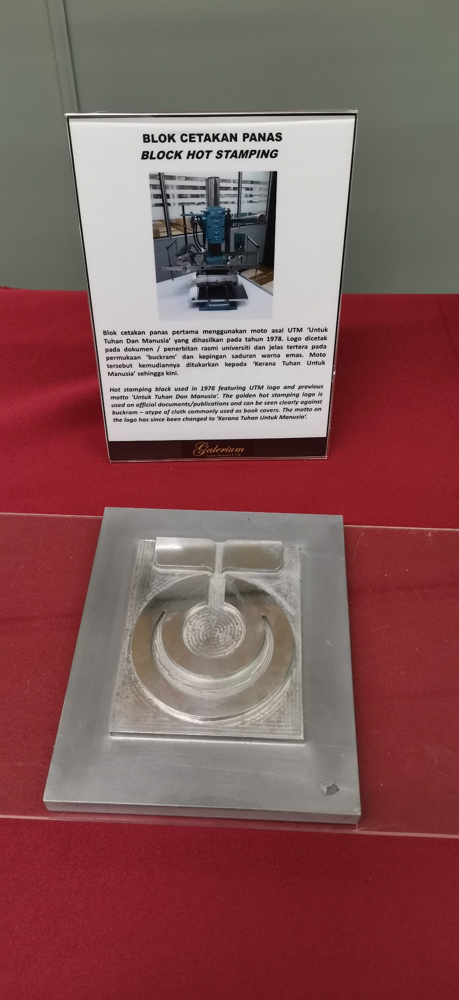 BLOK CETAKAN PANAS
BLOCK HOT STAMPING
Blok cetakan panas pertama menggunakan moto asal UTM ‘Untuk
Tuhan Dan Manusia’ yang dihasilkan pada tahun 1978. Logo dicetak
pada dokumen / penerbitan rasmi universiti dan jelas tertera pada
permukaan ‘buckram’ dan kepingan saduran warna emas. Moto
tersebut kemudiannya ditukarkan kepada ‘Kerana Tuhan Untuk
Manusia’ sehingga kini.
Hot stamping block used in 1978 featuring UTM logo and previous
motto ‘Untuk Tuhan Dan Manusia’. The golden hot stamping logo is
used on official documents/publications and can be seen clearly against
buckram – atype of cloth commonly used as book covers. The motto on
the logo has since been changed to ‘Kerana Tuhan Untuk Manusia’.
Galerium
Galeri Muzium UTM